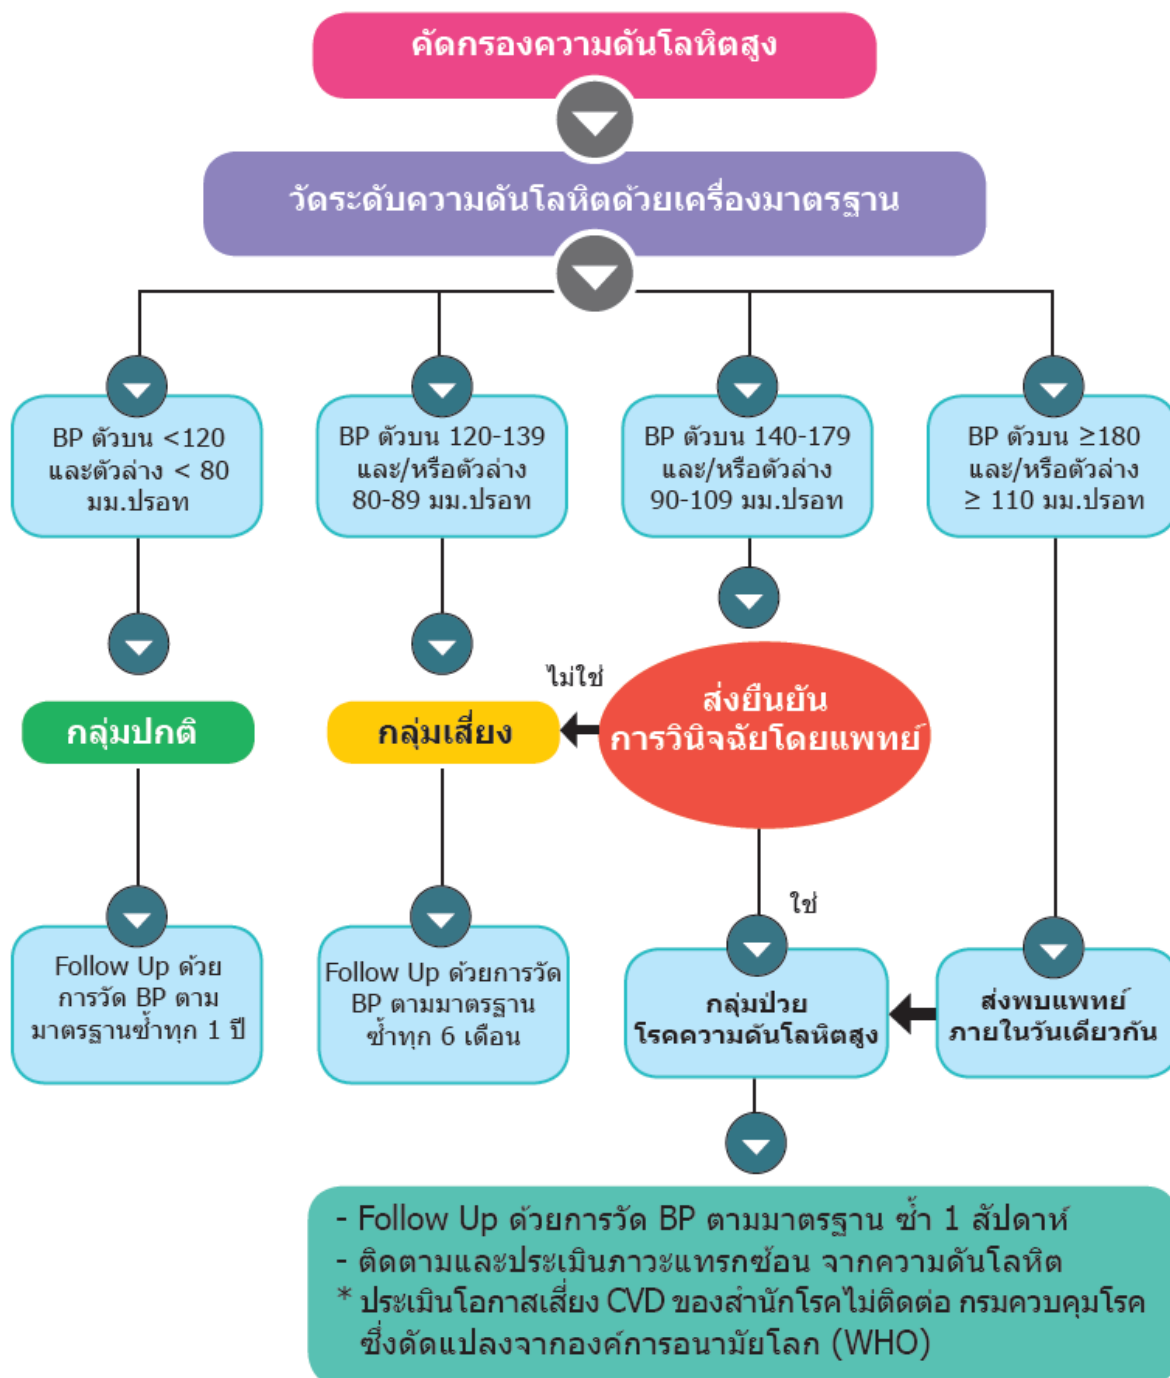 คัดกรองความดันโลหิตสูง
วัดระดับความดันโลหิตด้วยเครื่องมาตรฐาน
BP ตัวบน <120
และตัวล่าง < 80
มม.ปรอท
BP ตัวบน 120-139
และ/หรือตัวล่าง
80-89 มม.ปรอท
BP ตัวบน 140-179
และ/หรือตัวล่าง
90-109 มม.ปรอท
BP ตัวบน ≥180
และ/หรือตัวล่าง
≥ 110 มม.ปรอท
กลุ่มปกติ
กลุ่มเสี่ยง
ไม่ใช่
ส่งยืนยัน
การวินิจฉัยโดยแพทย์
ใช่
Follow Up ด้วย
การวัด BP ตาม
มาตรฐานซ้ำทุก 1 ปี
Follow Up ด้วยการวัด
BP ตามมาตรฐาน
ซ้ำทุก 6 เดือน
กลุ่มป่วย
โรคความดันโลหิตสูง
ส่งพบแพทย์
ภายในวันเดียวกัน
- Follow Up ด้วยการวัด BP ตามมาตรฐาน ซ้ำ 1 สัปดาห์
- ติดตามและประเมินภาวะแทรกซ้อน จากความดันโลหิต
* ประเมินโอกาสเสี่ยง CVD ของสำนักโรคไม่ติดต่อ กรมควบคุมโรค
ซึ่งดัดแปลงจากองค์การอนามัยโลก (WHO)